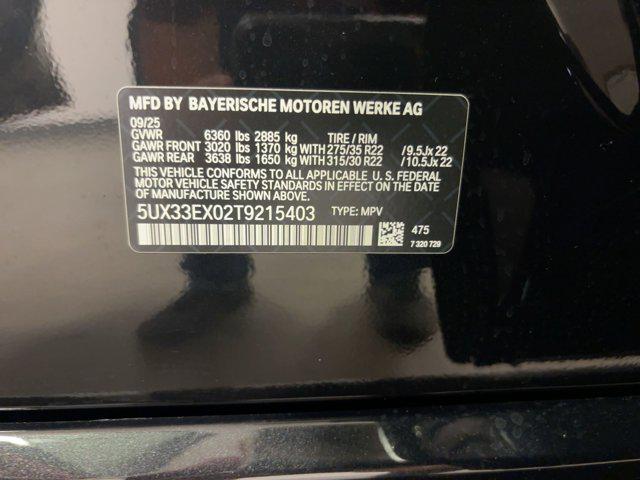 MFD BY BAYERISCHE MOTOREN WERKE AG
09/25
GVWR 6360 lbs 2885 kg TIRE / RIM
GAWR FRONT 3020 lbs 1370 kg WITH 275/35 R22 /9.5Jx 22
GAWR REAR 3638 lbs 1650 kg WITH 315/30 R22 /10.5Jx 22
THIS VEHICLE CONFORMS TO ALL APPLICABLE U. S. FEDERAL
MOTOR VEHICLE SAFETY STANDARDS IN EFFECT ON THE DATE
OF MANUFACTURE SHOWN ABOVE.
5UX33EX02T9215403 TYPE: MPV
475
7 320 729